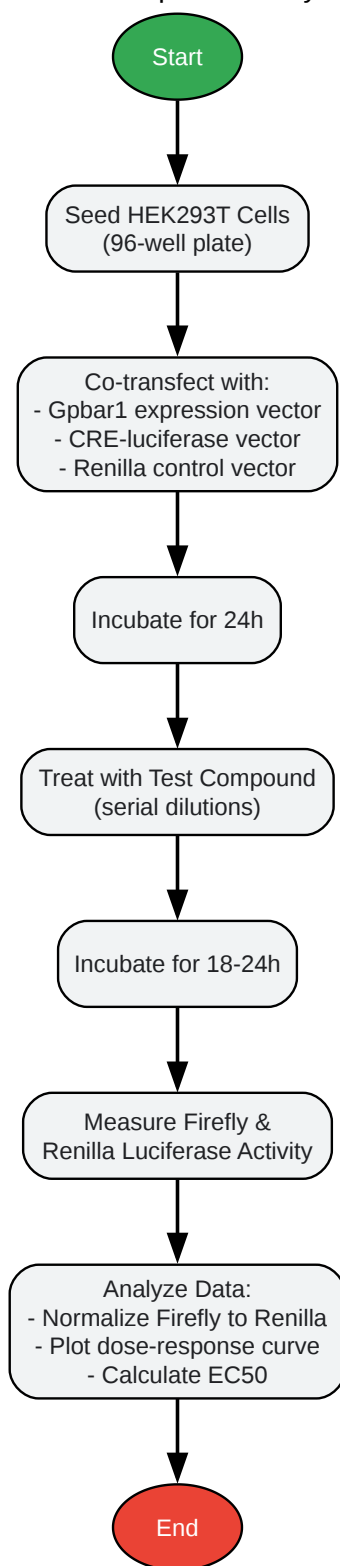 Start
Seed HEK293T Cells
(96-well plate)
Co-transfect with:
- Gpbar1 expression vector
- CRE-luciferase vector
- Renilla control vector
Incubate for 24h
Treat with Test Compound
(serial dilutions)
Incubate for 18-24h
Measure Firefly &
Renilla Luciferase Activity
Analyze Data:
- Normalize Firefly to Renilla
- Plot dose-response curve
- Calculate EC50
End